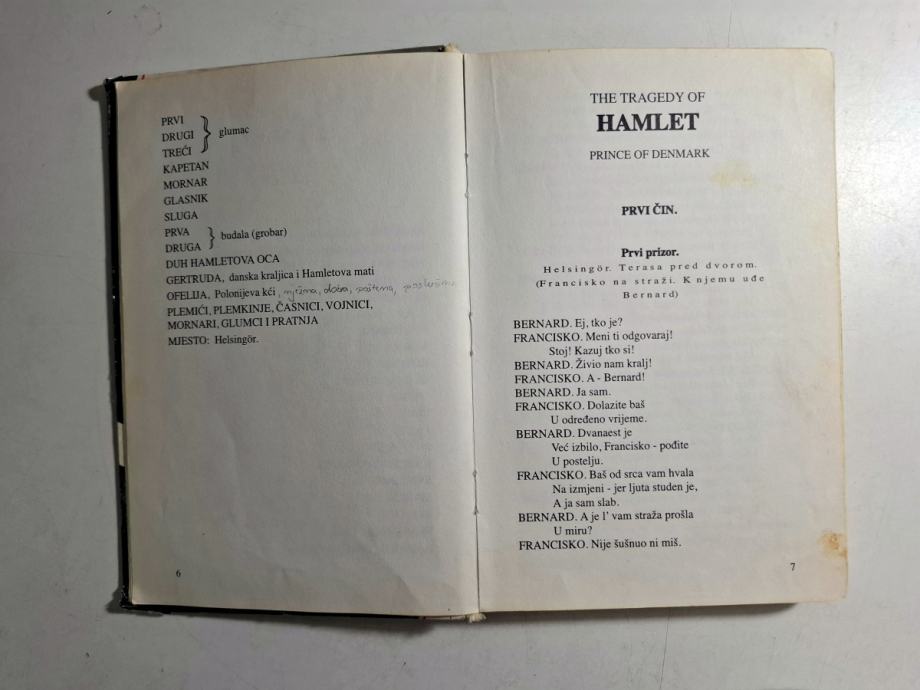 PRVI
DRUGI } glumac
TREĆI
KAPETAN
MORNAR
GLASNIK
SLUGA
PRVA } budala (grobar)
DRUGA
DUH HAMLETOVA OCA
GERTRUDA, danska kraljica i Hamletova mati
OFELIJA, Polonijeva kći, nježna, dobra, poštena, poslušna
PLEMIĆI, PLEMKINJE, ČASNICI, VOJNICI,
MORNARI, GLUMCI I PRATNJA
MJESTO: Helsingör.
6
THE TRAGEDY OF
HAMLET
PRINCE OF DENMARK
PRVI ČIN.
Prvi prizor.
Helsingör. Terasa pred dvorom.
(Francisko na straži. K njemu uđe
Bernard)
BERNARD. Ej, tko je?
FRANCISKO. Meni ti odgovaraj!
Stoj! Kazuj tko si!
BERNARD. Živio nam kralj!
FRANCISKO. A - Bernard!
BERNARD. Ja sam.
FRANCISKO. Dolazite baš
U određeno vrijeme.
BERNARD. Dvanaest je
Već izbilo, Francisko - pođite
U postelju.
FRANCISKO. Baš od srca vam hvala
Na izmjeni - jer ljuta studen je,
A ja sam slab.
BERNARD. A je l' vam straža prošla
U miru?
FRANCISKO. Nije šušnuo ni miš.
7